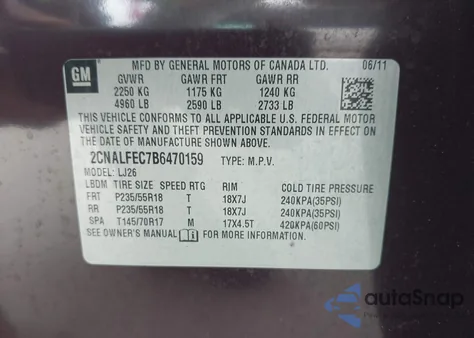 GM
MFD BY GENERAL MOTORS OF CANADA LTD. 06/11
GVWR GAWR FRT GAWR RR
2250 KG 1175 KG 1240 KG
4960 LB 2590 LB 2733 LB
THIS VEHICLE CONFORMS TO ALL APPLICABLE U.S. FEDERAL MOTOR
VEHICLE SAFETY AND THEFT PREVENTION STANDARDS IN EFFECT ON
THE DATE OF MANUFACTURE SHOWN ABOVE.
2CNALFEC7B6470159 TYPE: M.P.V.
MODEL: LJ26
LBDM TIRE SIZE SPEED RTG RIM COLD TIRE PRESSURE
FRT P235/55R18 T 18X7J 240KPA(35PSI)
RR P235/55R18 T 18X7J 240KPA(35PSI)
SPA T145/70R17 M 17X4.5T 420KPA(60PSI)
SEE OWNER'S MANUAL FOR MORE INFORMATION.
autoSnap